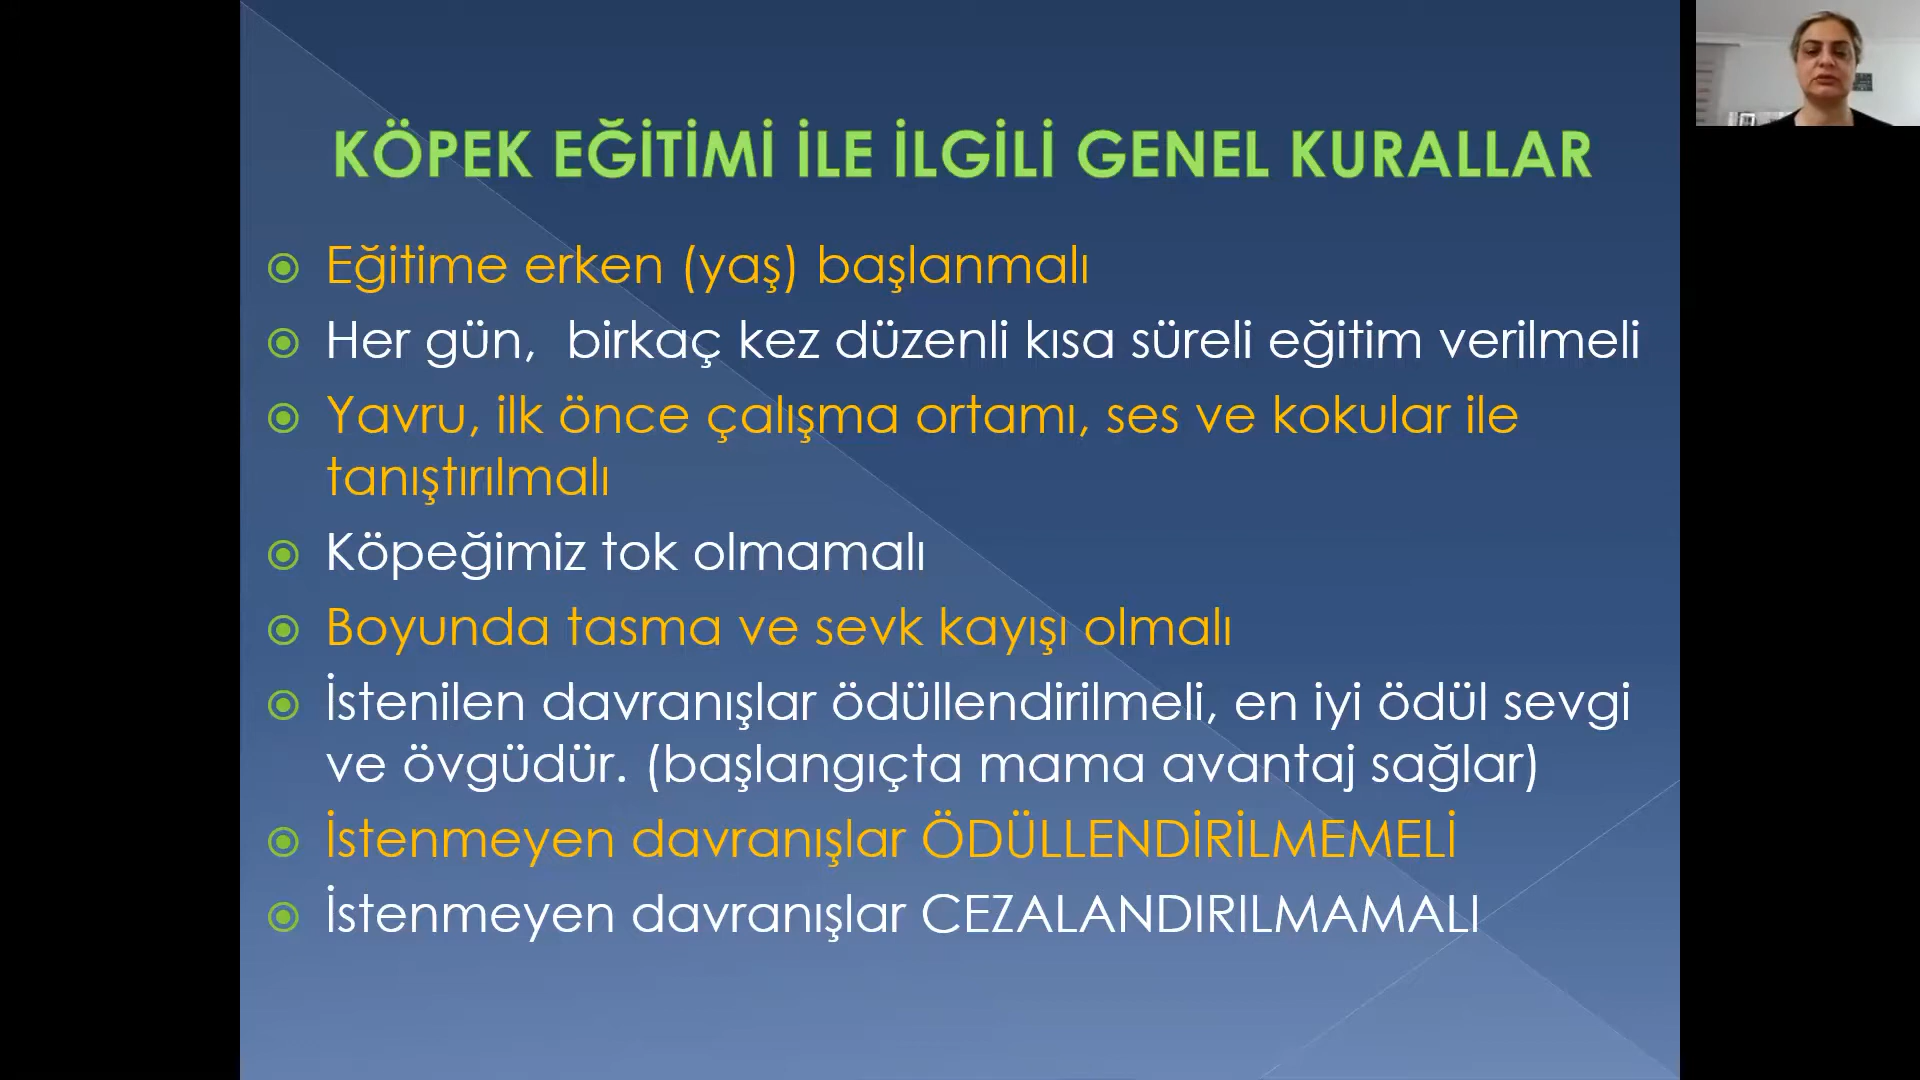 KÖPEK EĞİTİMİ İLE İLGİLİ GENEL KURALLAR
Eğitime erken (yaş) başlanmalı
Her gün, birkaç kez düzenli kısa süreli eğitim verilmeli
Yavru, ilk önce çalışma ortamı, ses ve kokular ile
tanıştırılmalı
Köpeğimiz tok olmamalı
Boyunda tasma ve sevk kayışı olmalı
İstenilen davranışlar ödüllendirilmeli, en iyi ödül sevgi
ve övgüdür. (başlangıçta mama avantaj sağlar)
İstenmeyen davranışlar ÖDÜLLENDİRİLMEMELİ
İstenmeyen davranışlar CEZALANDIRILMAMALI